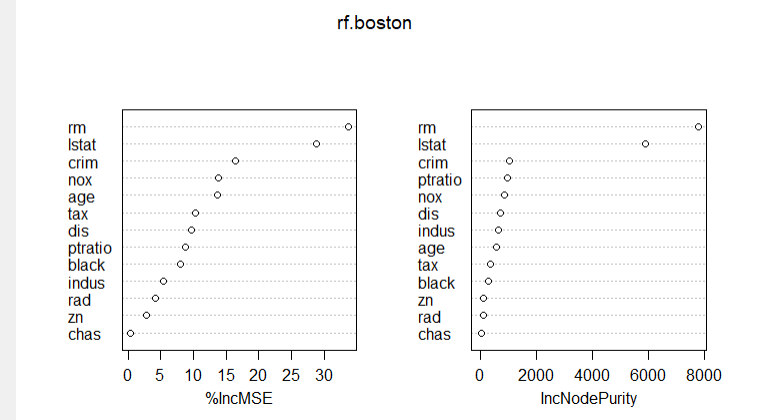 rf.boston
rm
lstat
crim
nox
age
tax
dis
ptratio
black
indus
rad
zn
chas
0 5 10 15 20 25 30
%IncMSE
rm
lstat
crim
ptratio
nox
dis
indus
age
tax
black
zn
rad
chas
0 2000 4000 6000 8000
IncNodePurity